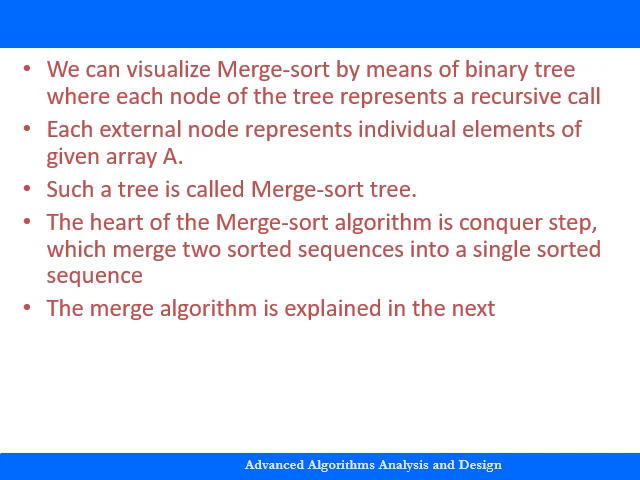 • We can visualize Merge-sort by means of binary tree
where each node of the tree represents a recursive call
• Each external node represents individual elements of
given array A.
• Such a tree is called Merge-sort tree.
• The heart of the Merge-sort algorithm is conquer step,
which merge two sorted sequences into a single sorted
sequence
• The merge algorithm is explained in the next
Advanced Algorithms Analysis and Design